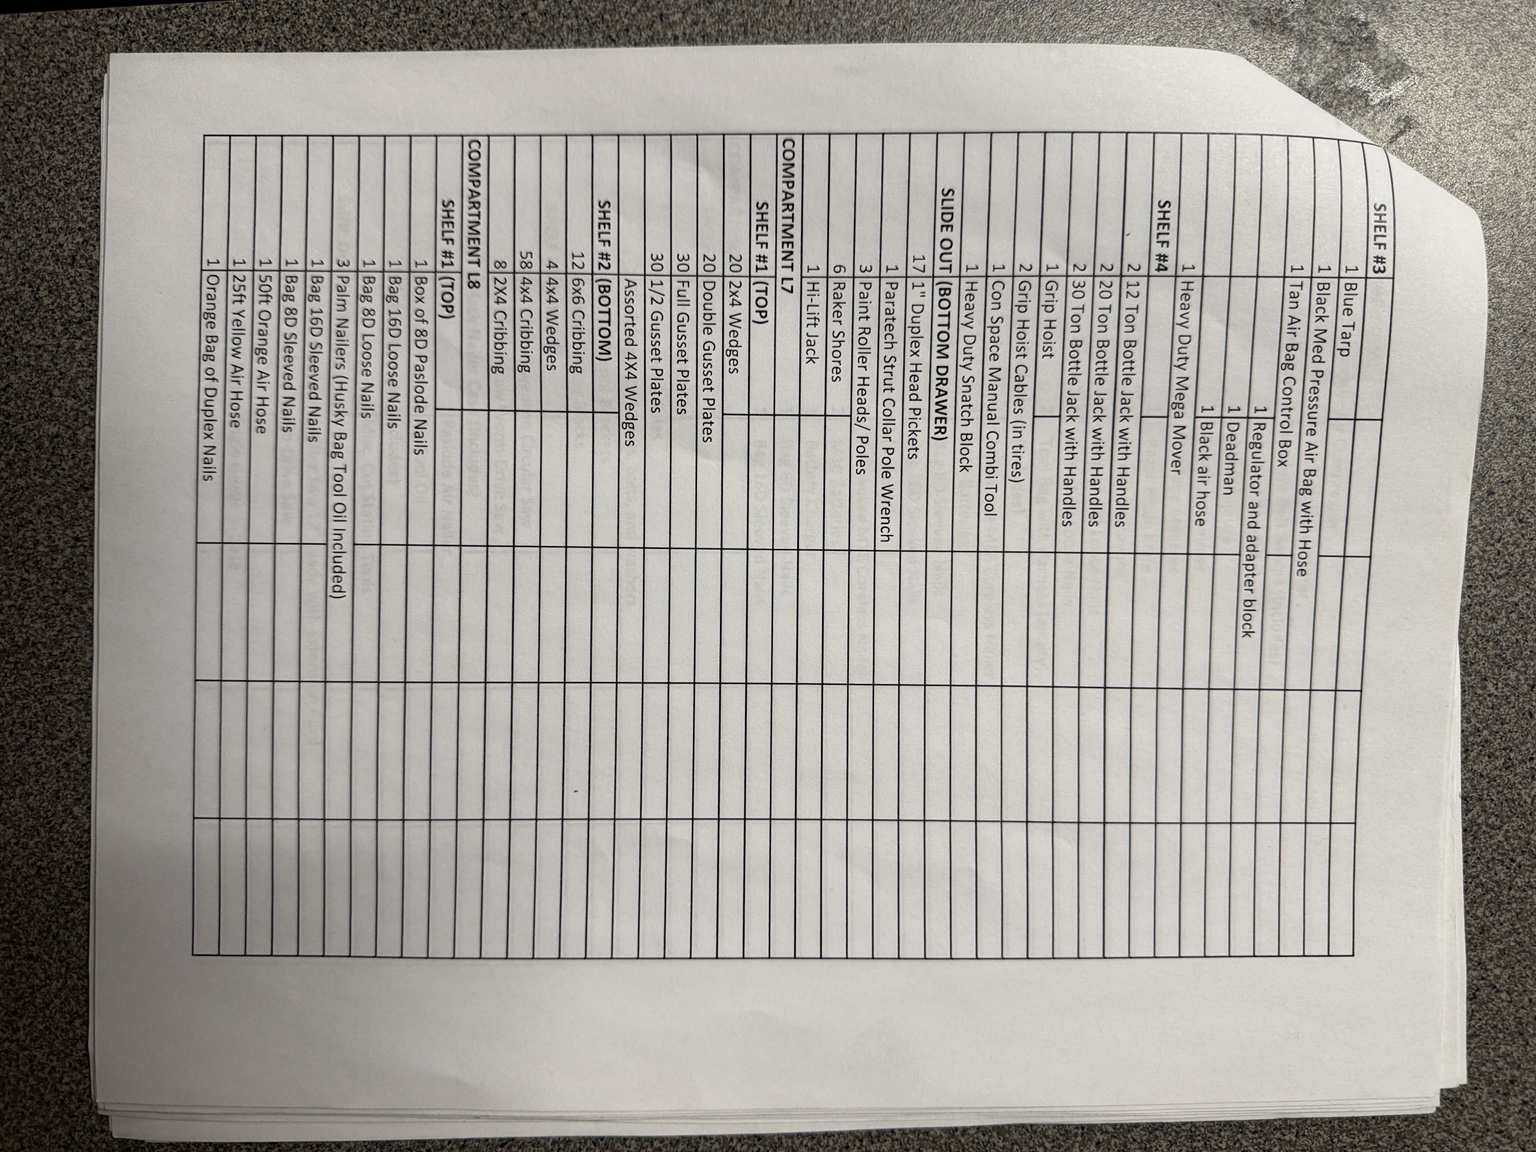 SHELF #3
1 Blue Tarp
1 Black Med Pressure Air Bag with Hose
1 Tan Air Bag Control Box
1 Regulator and adapter block
1 Deadman
1 Black air hose
1 Heavy Duty Mega Mover
SHELF #4
2 12 Ton Bottle Jack with Handles
2 20 Ton Bottle Jack with Handles
2 30 Ton Bottle Jack with Handles
1 Grip Hoist
2 Grip Hoist Cables (in tires)
1 Con Space Manual Combi Tool
1 Heavy Duty Snatch Block
SLIDE OUT (BOTTOM DRAWER)
17 1" Duplex Head Pickets
1 Paratech Strut Collar Pole Wrench
3 Paint Roller Heads/ Poles
6 Raker Shores
1 Hi-Lift Jack
COMPARTMENT L7
SHELF #1 (TOP)
20 2x4 Wedges
20 Double Gusset Plates
30 Full Gusset Plates
30 1/2 Gusset Plates
Assorted 4X4 Wedges
SHELF #2 (BOTTOM)
12 6x6 Cribbing
4 4x4 Wedges
58 4x4 Cribbing
8 2X4 Cribbing
COMPARTMENT L8
SHELF #1 (TOP)
1 Box of 8D Paslode Nails
1 Bag 16D Loose Nails
1 Bag 8D Loose Nails
3 Palm Nailers (Husky Bag Tool Oil Included)
1 Bag 16D Sleeved Nails
1 Bag 8D Sleeved Nails
1 50ft Orange Air Hose
1 25ft Yellow Air Hose
1 Orange Bag of Duplex Nails